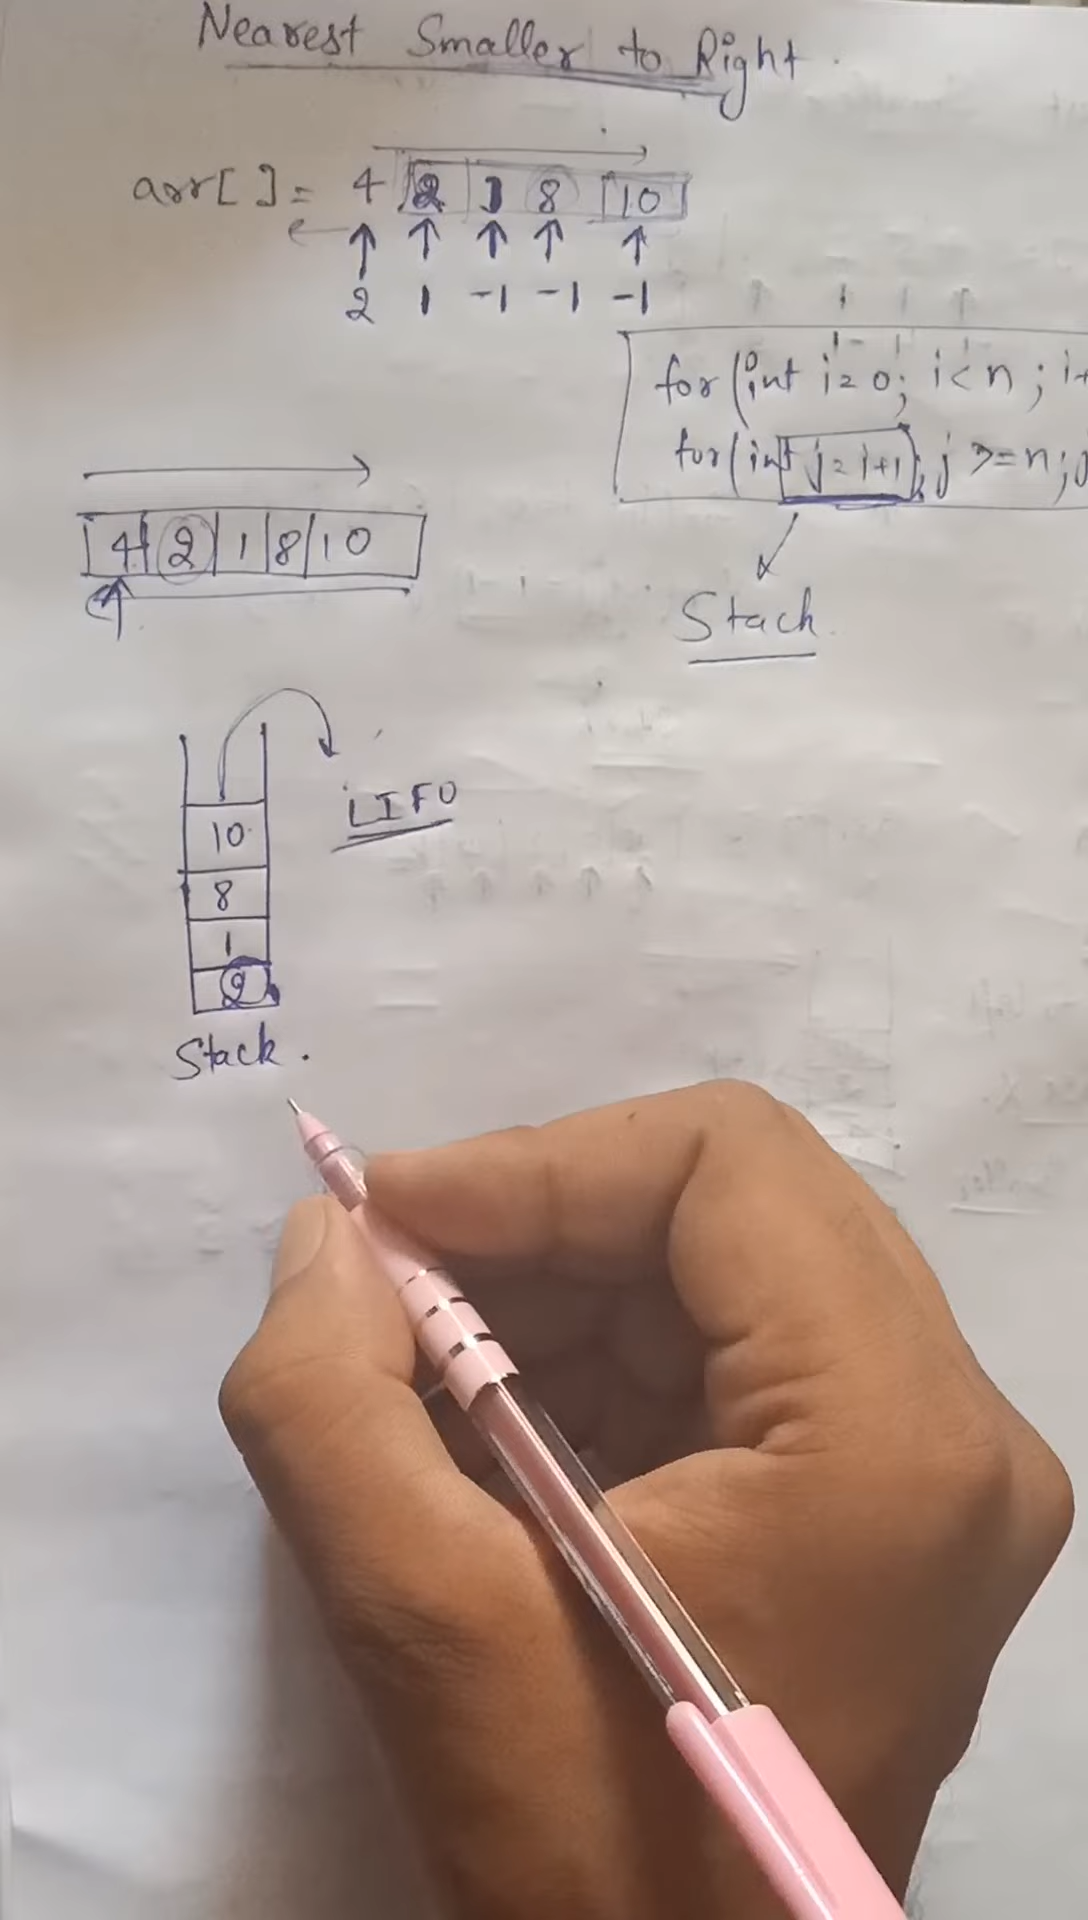 Nearest Smaller to Right.
arr[ ] = 4 2 1 8 10
2 1 -1 -1 -1
for (int i=0; i<n; i+
for(int j=i+1; j>=n; j
4 2 1 8 10
Stack.
10
LIFO
8
1
2
Stack.